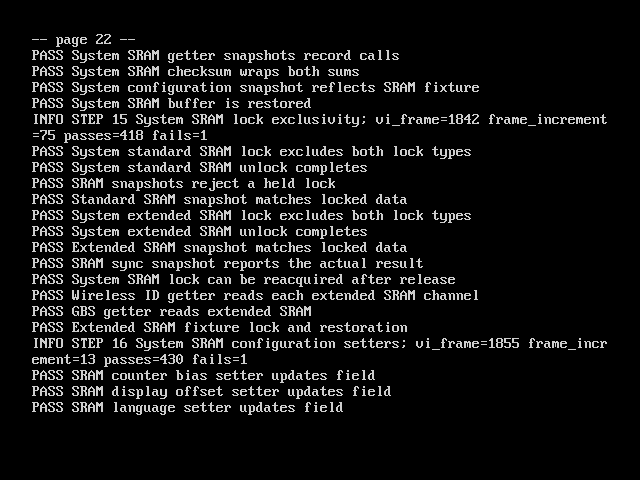 -- page 22 --
PASS System SRAM getter snapshots record calls
PASS System SRAM checksum wraps both sums
PASS System configuration snapshot reflects SRAM fixture
PASS System SRAM buffer is restored
INFO STEP 15 System SRAM lock exclusivity; vi_frame=1842 frame_increment
=75 passes=418 fails=1
PASS System standard SRAM lock excludes both lock types
PASS System standard SRAM unlock completes
PASS SRAM snapshots reject a held lock
PASS Standard SRAM snapshot matches locked data
PASS System extended SRAM lock excludes both lock types
PASS System extended SRAM unlock completes
PASS Extended SRAM snapshot matches locked data
PASS SRAM sync snapshot reports the actual result
PASS System SRAM lock can be reacquired after release
PASS Wireless ID getter reads each extended SRAM channel
PASS GBS getter reads extended SRAM
PASS Extended SRAM fixture lock and restoration
INFO STEP 16 System SRAM configuration setters; vi_frame=1855 frame_incr
ement=13 passes=430 fails=1
PASS SRAM counter bias setter updates field
PASS SRAM display offset setter updates field
PASS SRAM language setter updates field